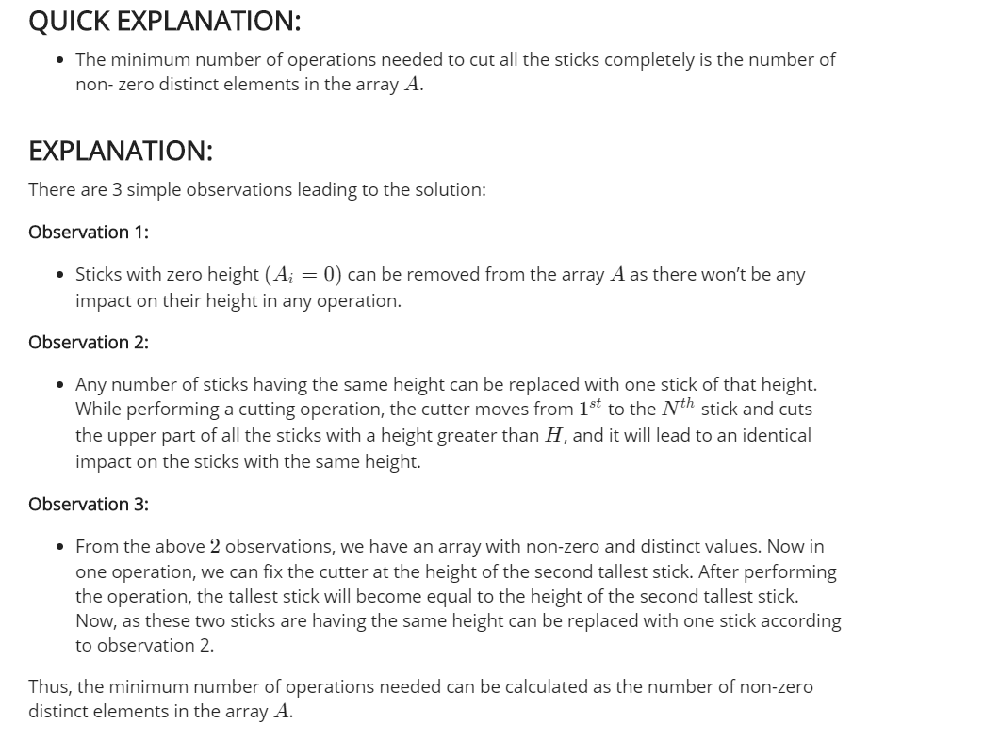 QUICK EXPLANATION:
• The minimum number of operations needed to cut all the sticks completely is the number of
non- zero distinct elements in the array A.
EXPLANATION:
There are 3 simple observations leading to the solution:
Observation 1:
• Sticks with zero height (A_i = 0) can be removed from the array A as there won't be any
impact on their height in any operation.
Observation 2:
• Any number of sticks having the same height can be replaced with one stick of that height.
While performing a cutting operation, the cutter moves from 1^st to the N^th stick and cuts
the upper part of all the sticks with a height greater than H, and it will lead to an identical
impact on the sticks with the same height.
Observation 3:
• From the above 2 observations, we have an array with non-zero and distinct values. Now in
one operation, we can fix the cutter at the height of the second tallest stick. After performing
the operation, the tallest stick will become equal to the height of the second tallest stick.
Now, as these two sticks are having the same height can be replaced with one stick according
to observation 2.
Thus, the minimum number of operations needed can be calculated as the number of non-zero
distinct elements in the array A.